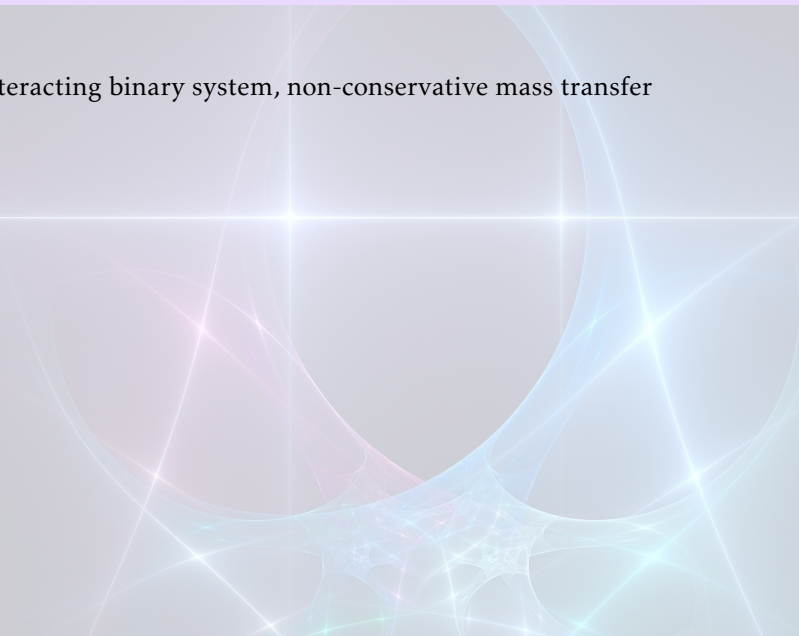 teracting binary system, non-conservative mass transfer